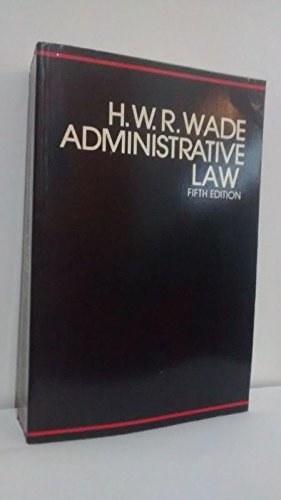 H.W.R.WADE
ADMINISTRATIVE
LAW
FIFTH EDITION